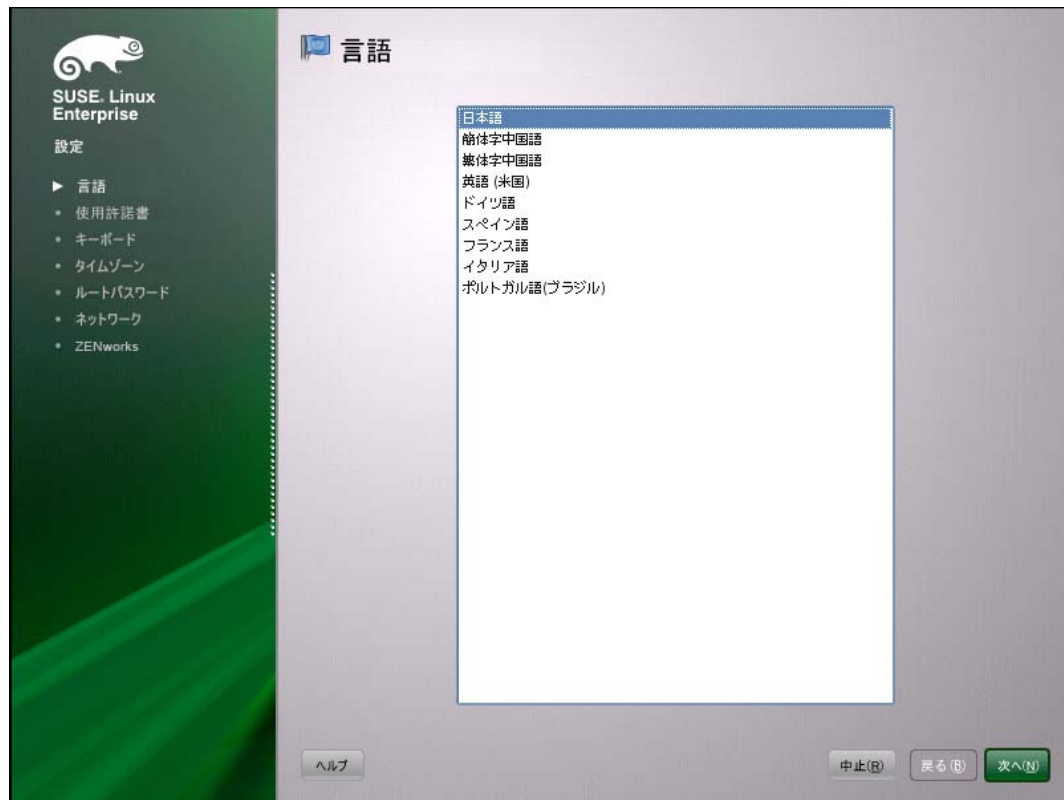 SUSE. Linux
Enterprise
設定
言語
使用許諾書
キーボード
タイムゾーン
ルートパスワード
ネットワーク
ZENworks
言語
日本語
簡体字中国語
繁体字中国語
英語 (米国)
ドイツ語
スペイン語
フランス語
イタリア語
ポルトガル語(ブラジル)
ヘルプ
中止(R)
戻る(B)
次へ(N)